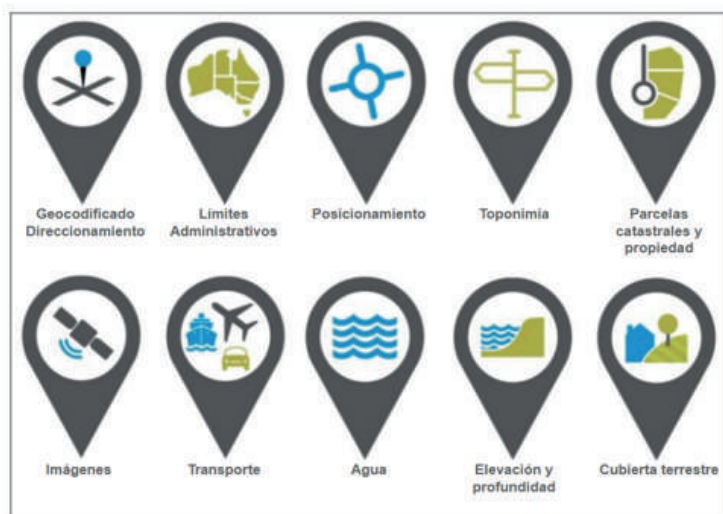 Geocodificado
Direccionamiento
Límites
Administrativos
Posicionamiento
Toponimia
Parcelas
catastrales y
propiedad
Imágenes
Transporte
Agua
Elevación y
profundidad
Cubierta terrestre